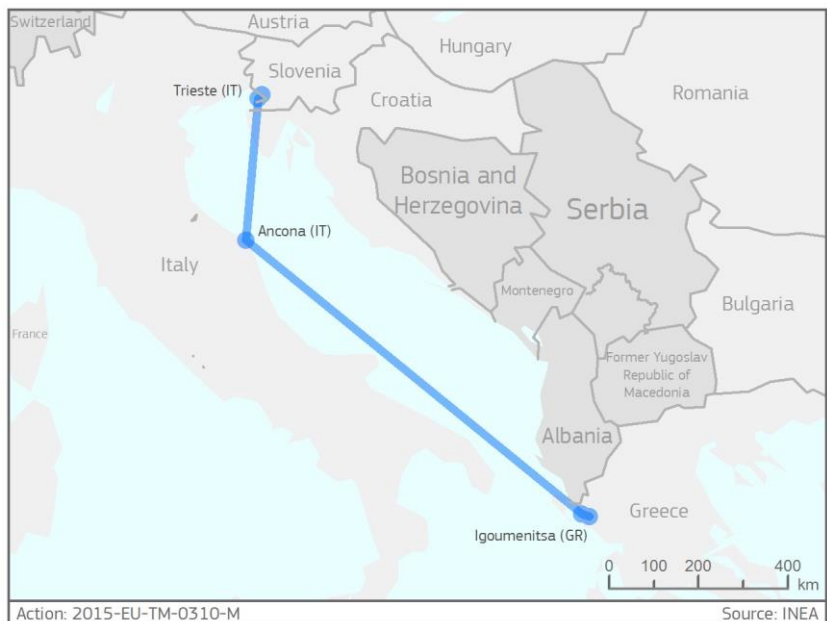 Austria
Switzerland
Hungary
Slovenia
Trieste (IT)
Romania
Croatia
Bosnia and
Herzegovina
Serbia
Ancona (IT)
Italy
Montenegro
Bulgaria
France
Former Yugoslav
Republic of
Macedonia
Albania
Greece
Igoumenitsa (GR)
0 100 200 400
km
Action: 2015-EU-TM-0310-M
Source: INEA